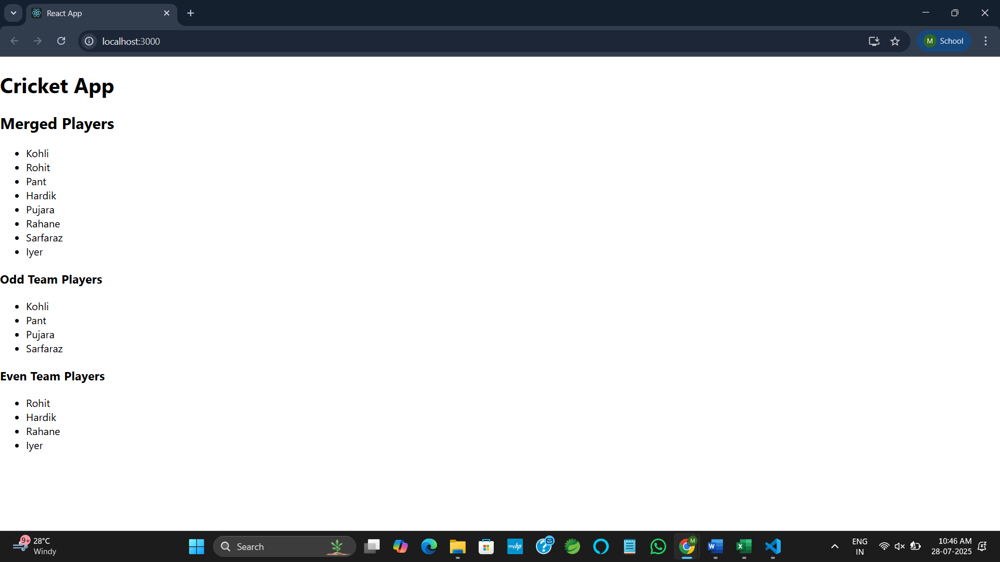 React App
localhost:3000
M School
Cricket App
Merged Players
Kohli
Rohit
Pant
Hardik
Pujara
Rahane
Sarfaraz
Iyer
Odd Team Players
Kohli
Pant
Pujara
Sarfaraz
Even Team Players
Rohit
Hardik
Rahane
Iyer
9+ 28°C
Windy
Search
myhp
M
W
X
ENG
IN
10:46 AM
28-07-2025